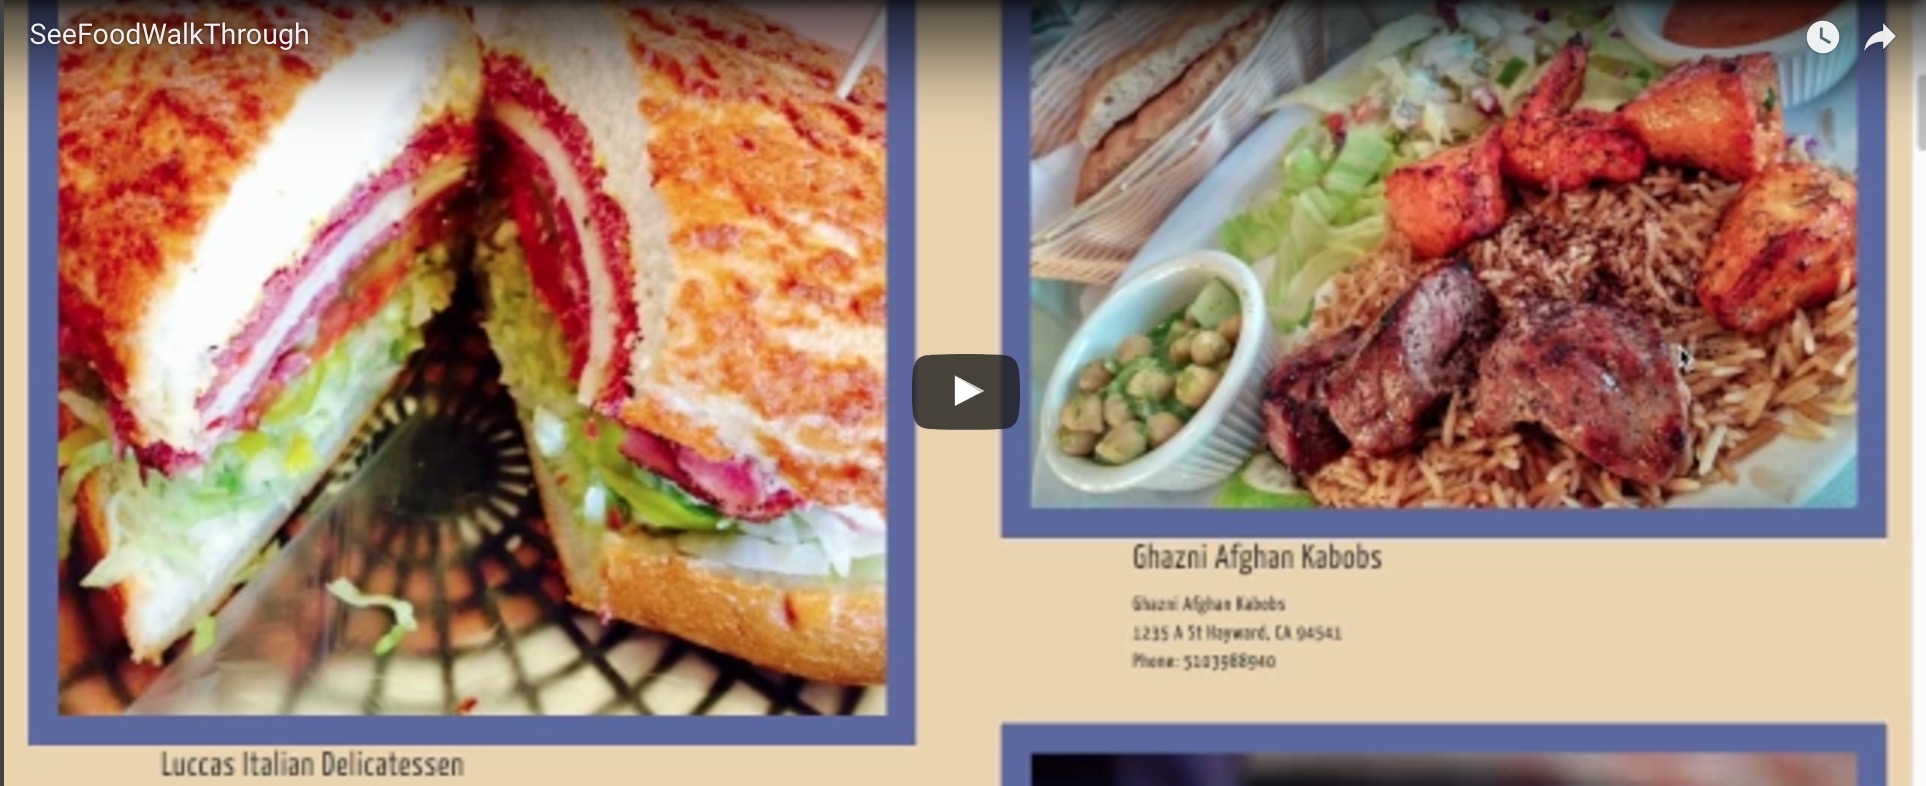 SeeFoodWalkThrough
Luccas Italian Delicatessen
Ghazni Afghan Kabobs
Ghazni Afghan Kabobs
1235 A St Hayward, CA 94541
Phone: 5103988940